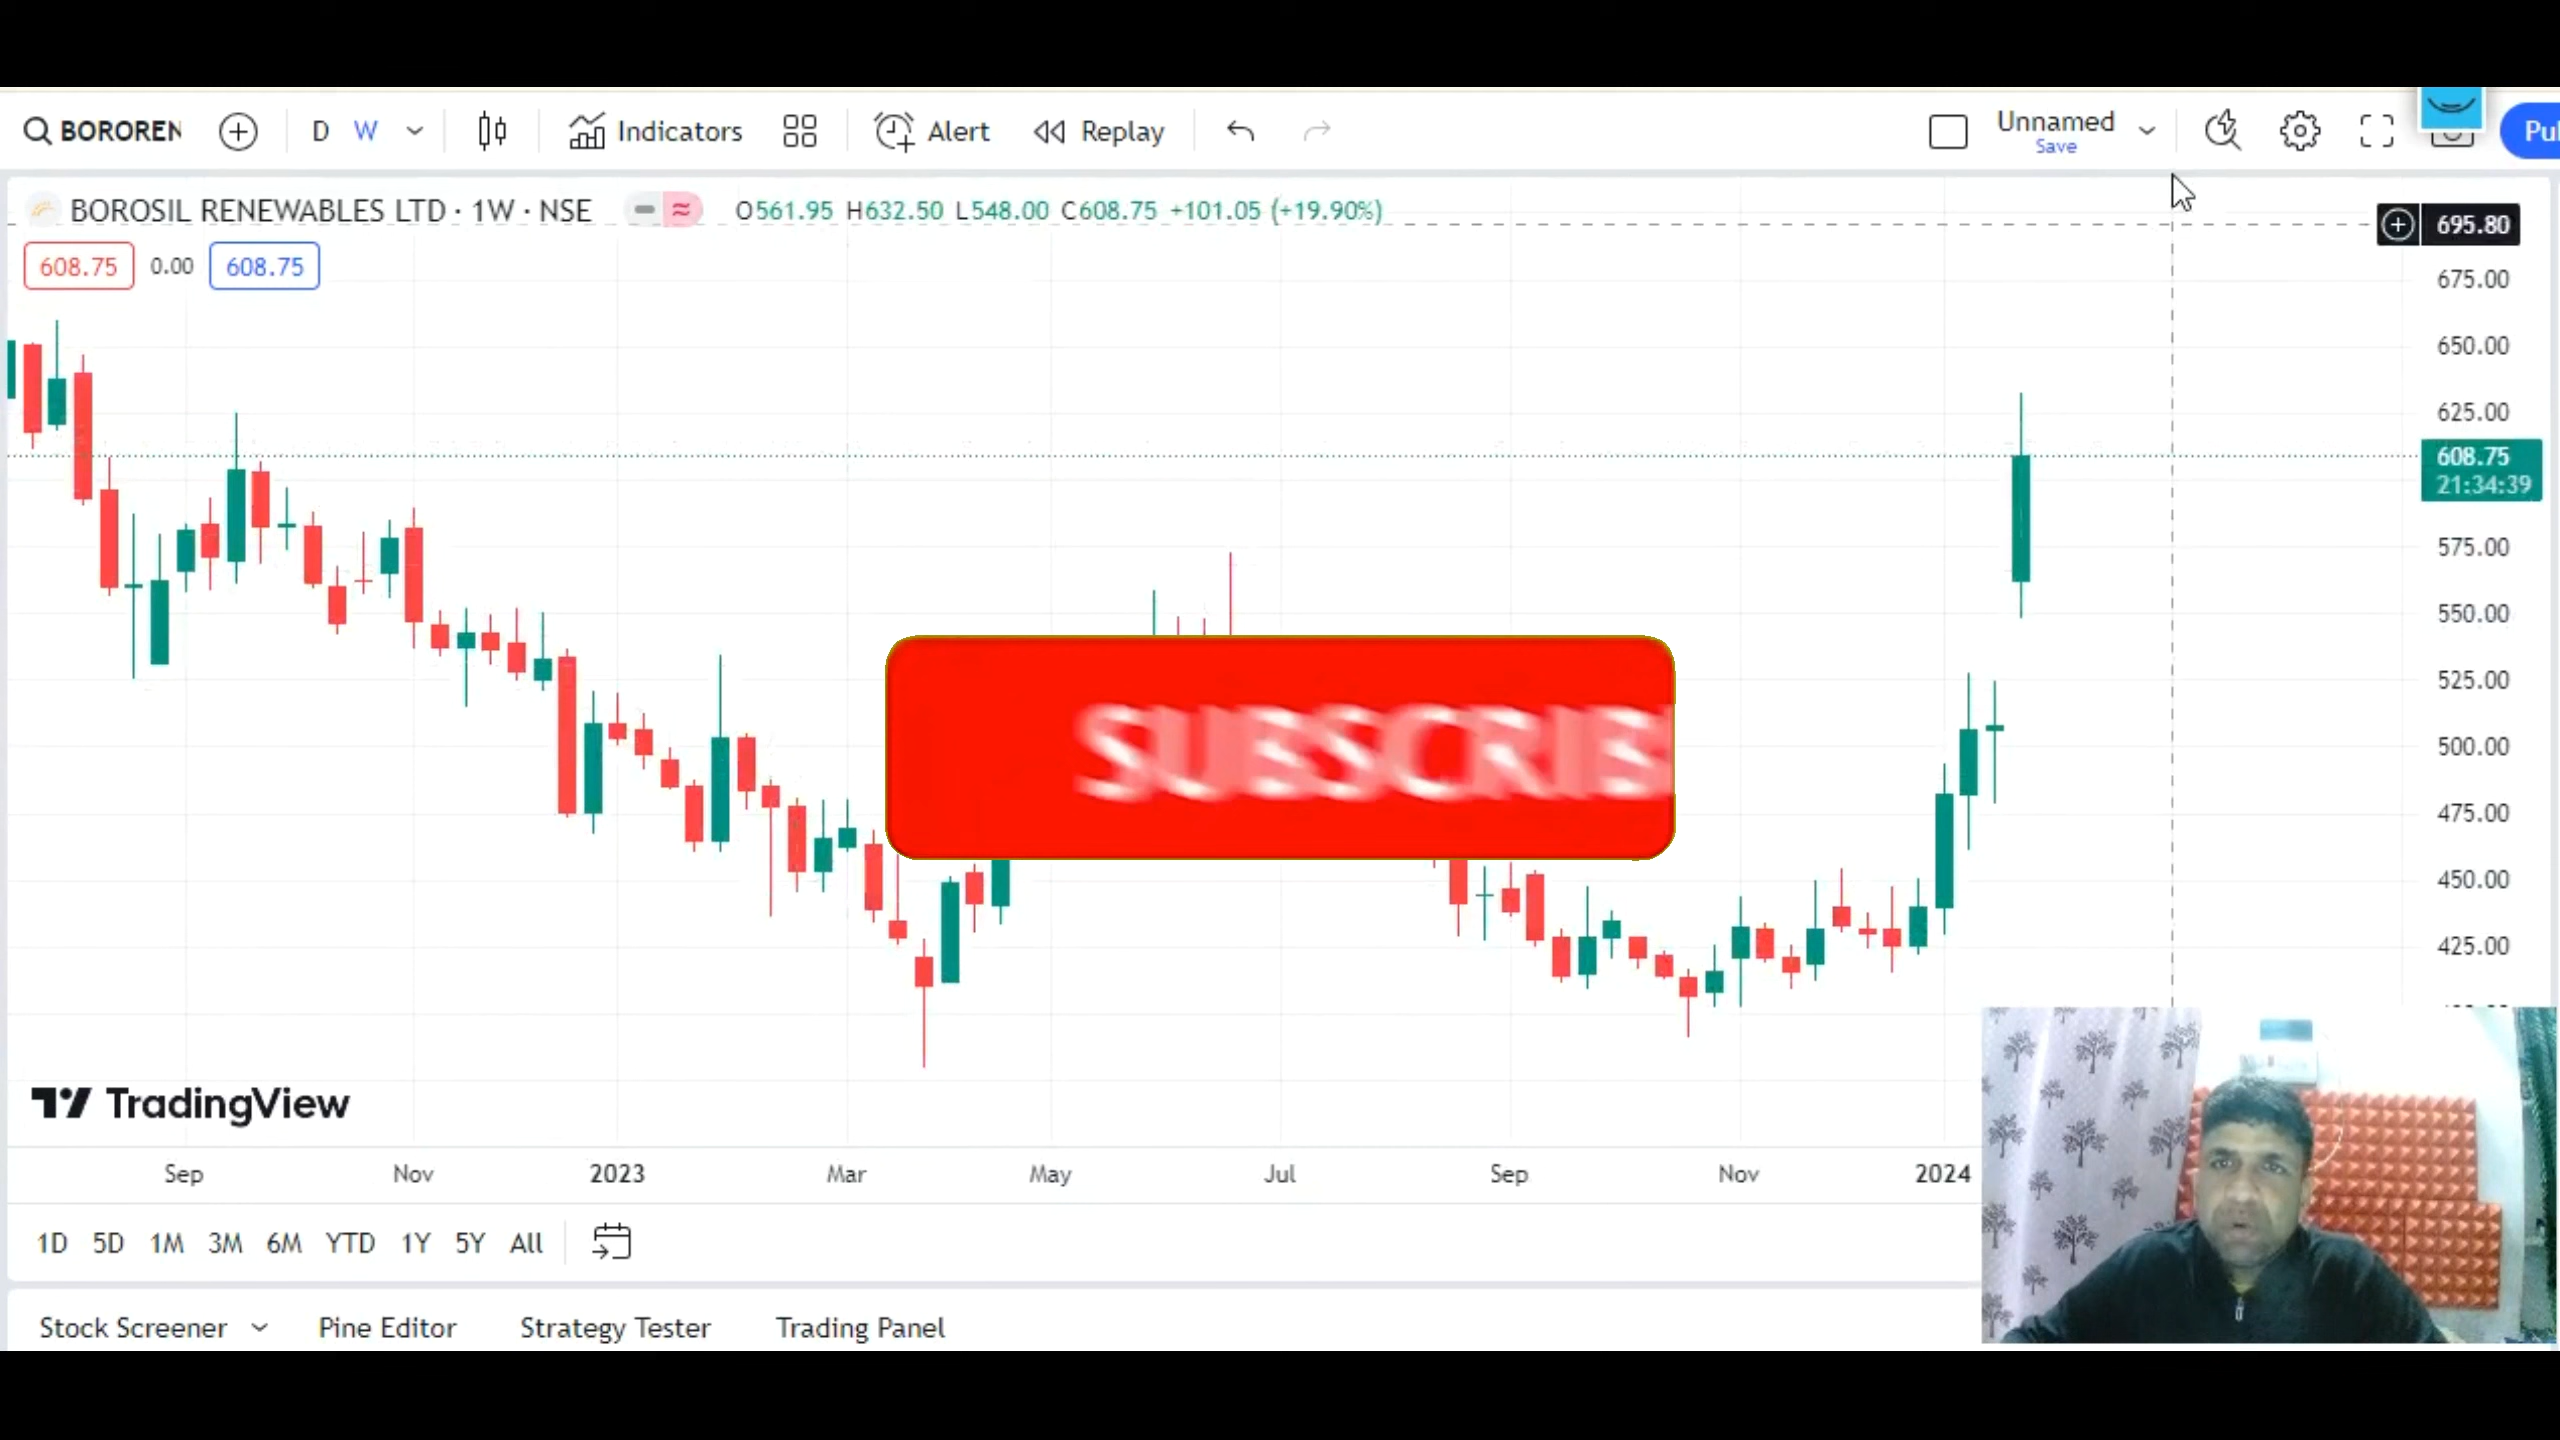 BOROREN
D W
Indicators
Alert
Replay
Unnamed
Save
BOROSIL RENEWABLES LTD · 1W · NSE
O561.95 H632.50 L548.00 C608.75 +101.05 (+19.90%)
608.75 0.00 608.75
695.80
675.00
650.00
625.00
608.75
21:34:39
575.00
550.00
525.00
500.00
475.00
450.00
425.00
SUBSCRIB
TradingView
Sep Nov 2023 Mar May Jul Sep Nov 2024
1D 5D 1M 3M 6M YTD 1Y 5Y All
Stock Screener Pine Editor Strategy Tester Trading Panel